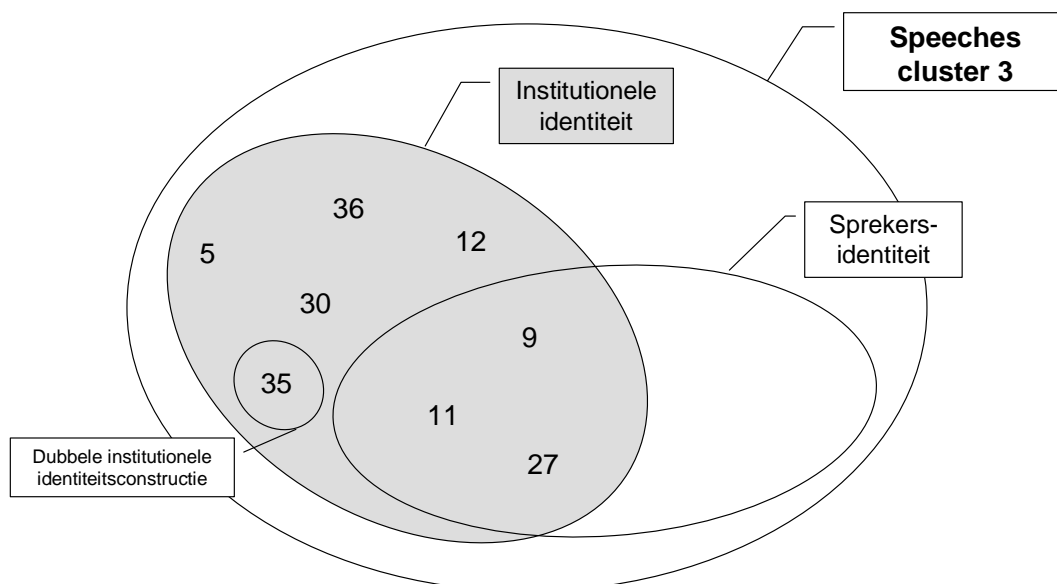 Speeches
cluster 3
Institutionele
identiteit
Sprekers-
identiteit
36
12
5
30
9
35
11
27
Dubbele institutionele
identiteitsconstructie